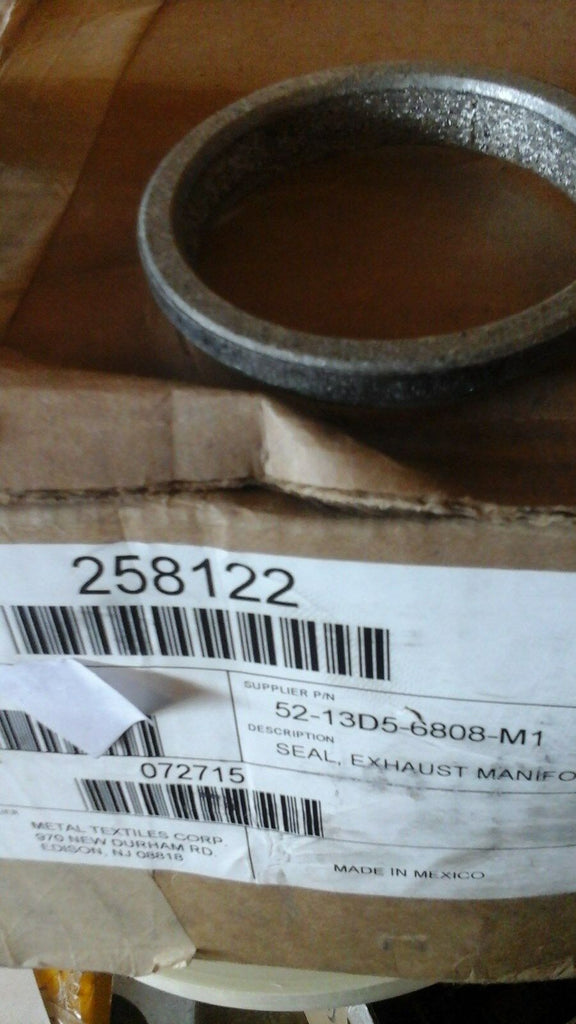 258122
SUPPLIER P/N
52-13D5-6808-M1
DESCRIPTION
SEAL, EXHAUST MANIFO
072715
METAL TEXTILES CORP.
970 NEW DURHAM RD.
EDISON, NJ 08818
MADE IN MEXICO